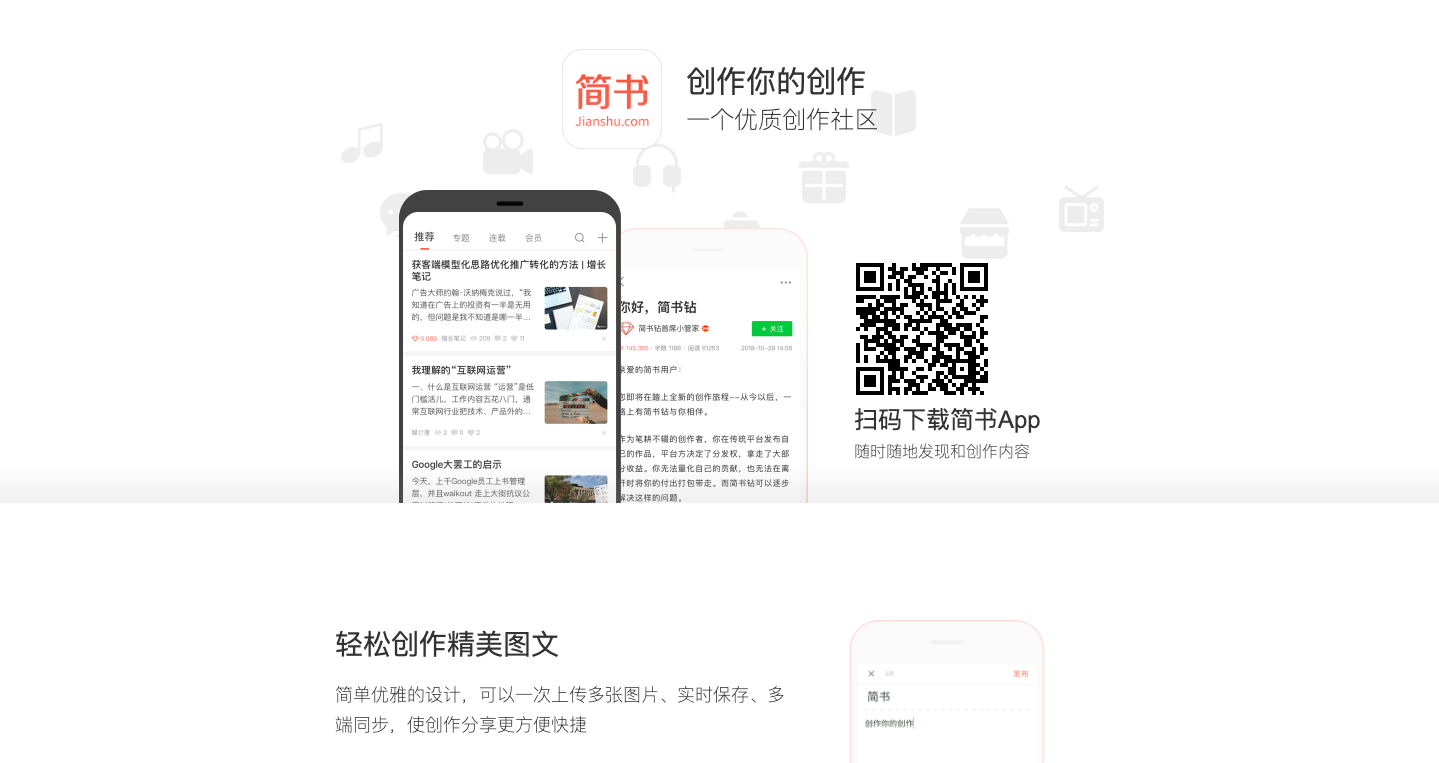 简书
Jianshu.com
创作你的创作
一个优质创作社区
推荐 专题 连载 会员
获客端模型化思路优化推广转化的方法 | 增长
笔记
广告大师约翰·沃纳梅克说过，“我
知道在广告上的投资有一半是无用
的，但问题是我不知道是哪一半...
0.089 增长笔记 209 2 11
我理解的“互联网运营”
一、什么是互联网运营 “运营”是低
门槛活儿，工作内容五花八门，通
常互联网行业把技术、产品外的...
媒介匣 2 0 2
Google大罢工的启示
今天，上千Google员工上书管理
层，并且walkout 走上大街抗议公
你好，简书钻
简书钻首席小管家
+ 关注
145.385 · 字数 1188 · 阅读 61253 2018-10-29 14:56
亲爱的简书用户：
您即将在踏上全新的创作旅程——从今以后，一
路上有简书钻与你相伴。
作为笔耕不辍的创作者，你在传统平台发布自
己的作品，平台方决定了分发权，拿走了大部
分收益。你无法量化自己的贡献，也无法在离
开时将你的付出打包带走。而简书钻可以逐步
解决这样的问题。
扫码下载简书App
随时随地发现和创作内容
轻松创作精美图文
简单优雅的设计，可以一次上传多张图片、实时保存、多
端同步，使创作分享更方便快捷
发布
简书
创作你的创作